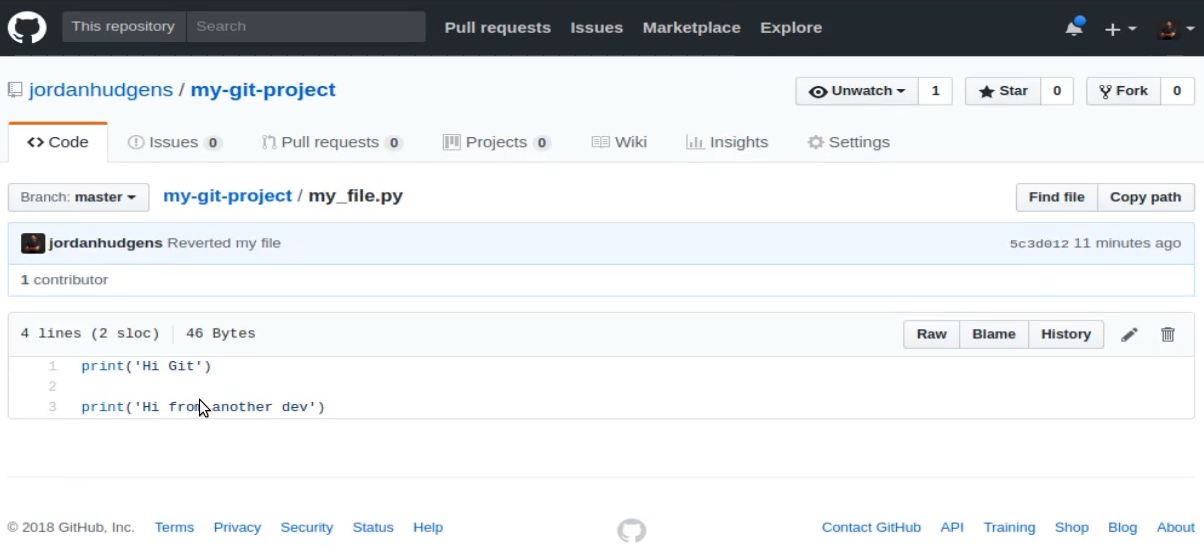 This repository Search Pull requests Issues Marketplace Explore
jordanhudgens / my-git-project Unwatch 1 Star 0 Fork 0
<> Code Issues 0 Pull requests 0 Projects 0 Wiki Insights Settings
Branch: master my-git-project / my_file.py Find file Copy path
jordanhudgens Reverted my file 5c3d012 11 minutes ago
1 contributor
4 lines (2 sloc) 46 Bytes Raw Blame History
1 print('Hi Git')
2
3 print('Hi from another dev')
© 2018 GitHub, Inc. Terms Privacy Security Status Help Contact GitHub API Training Shop Blog About